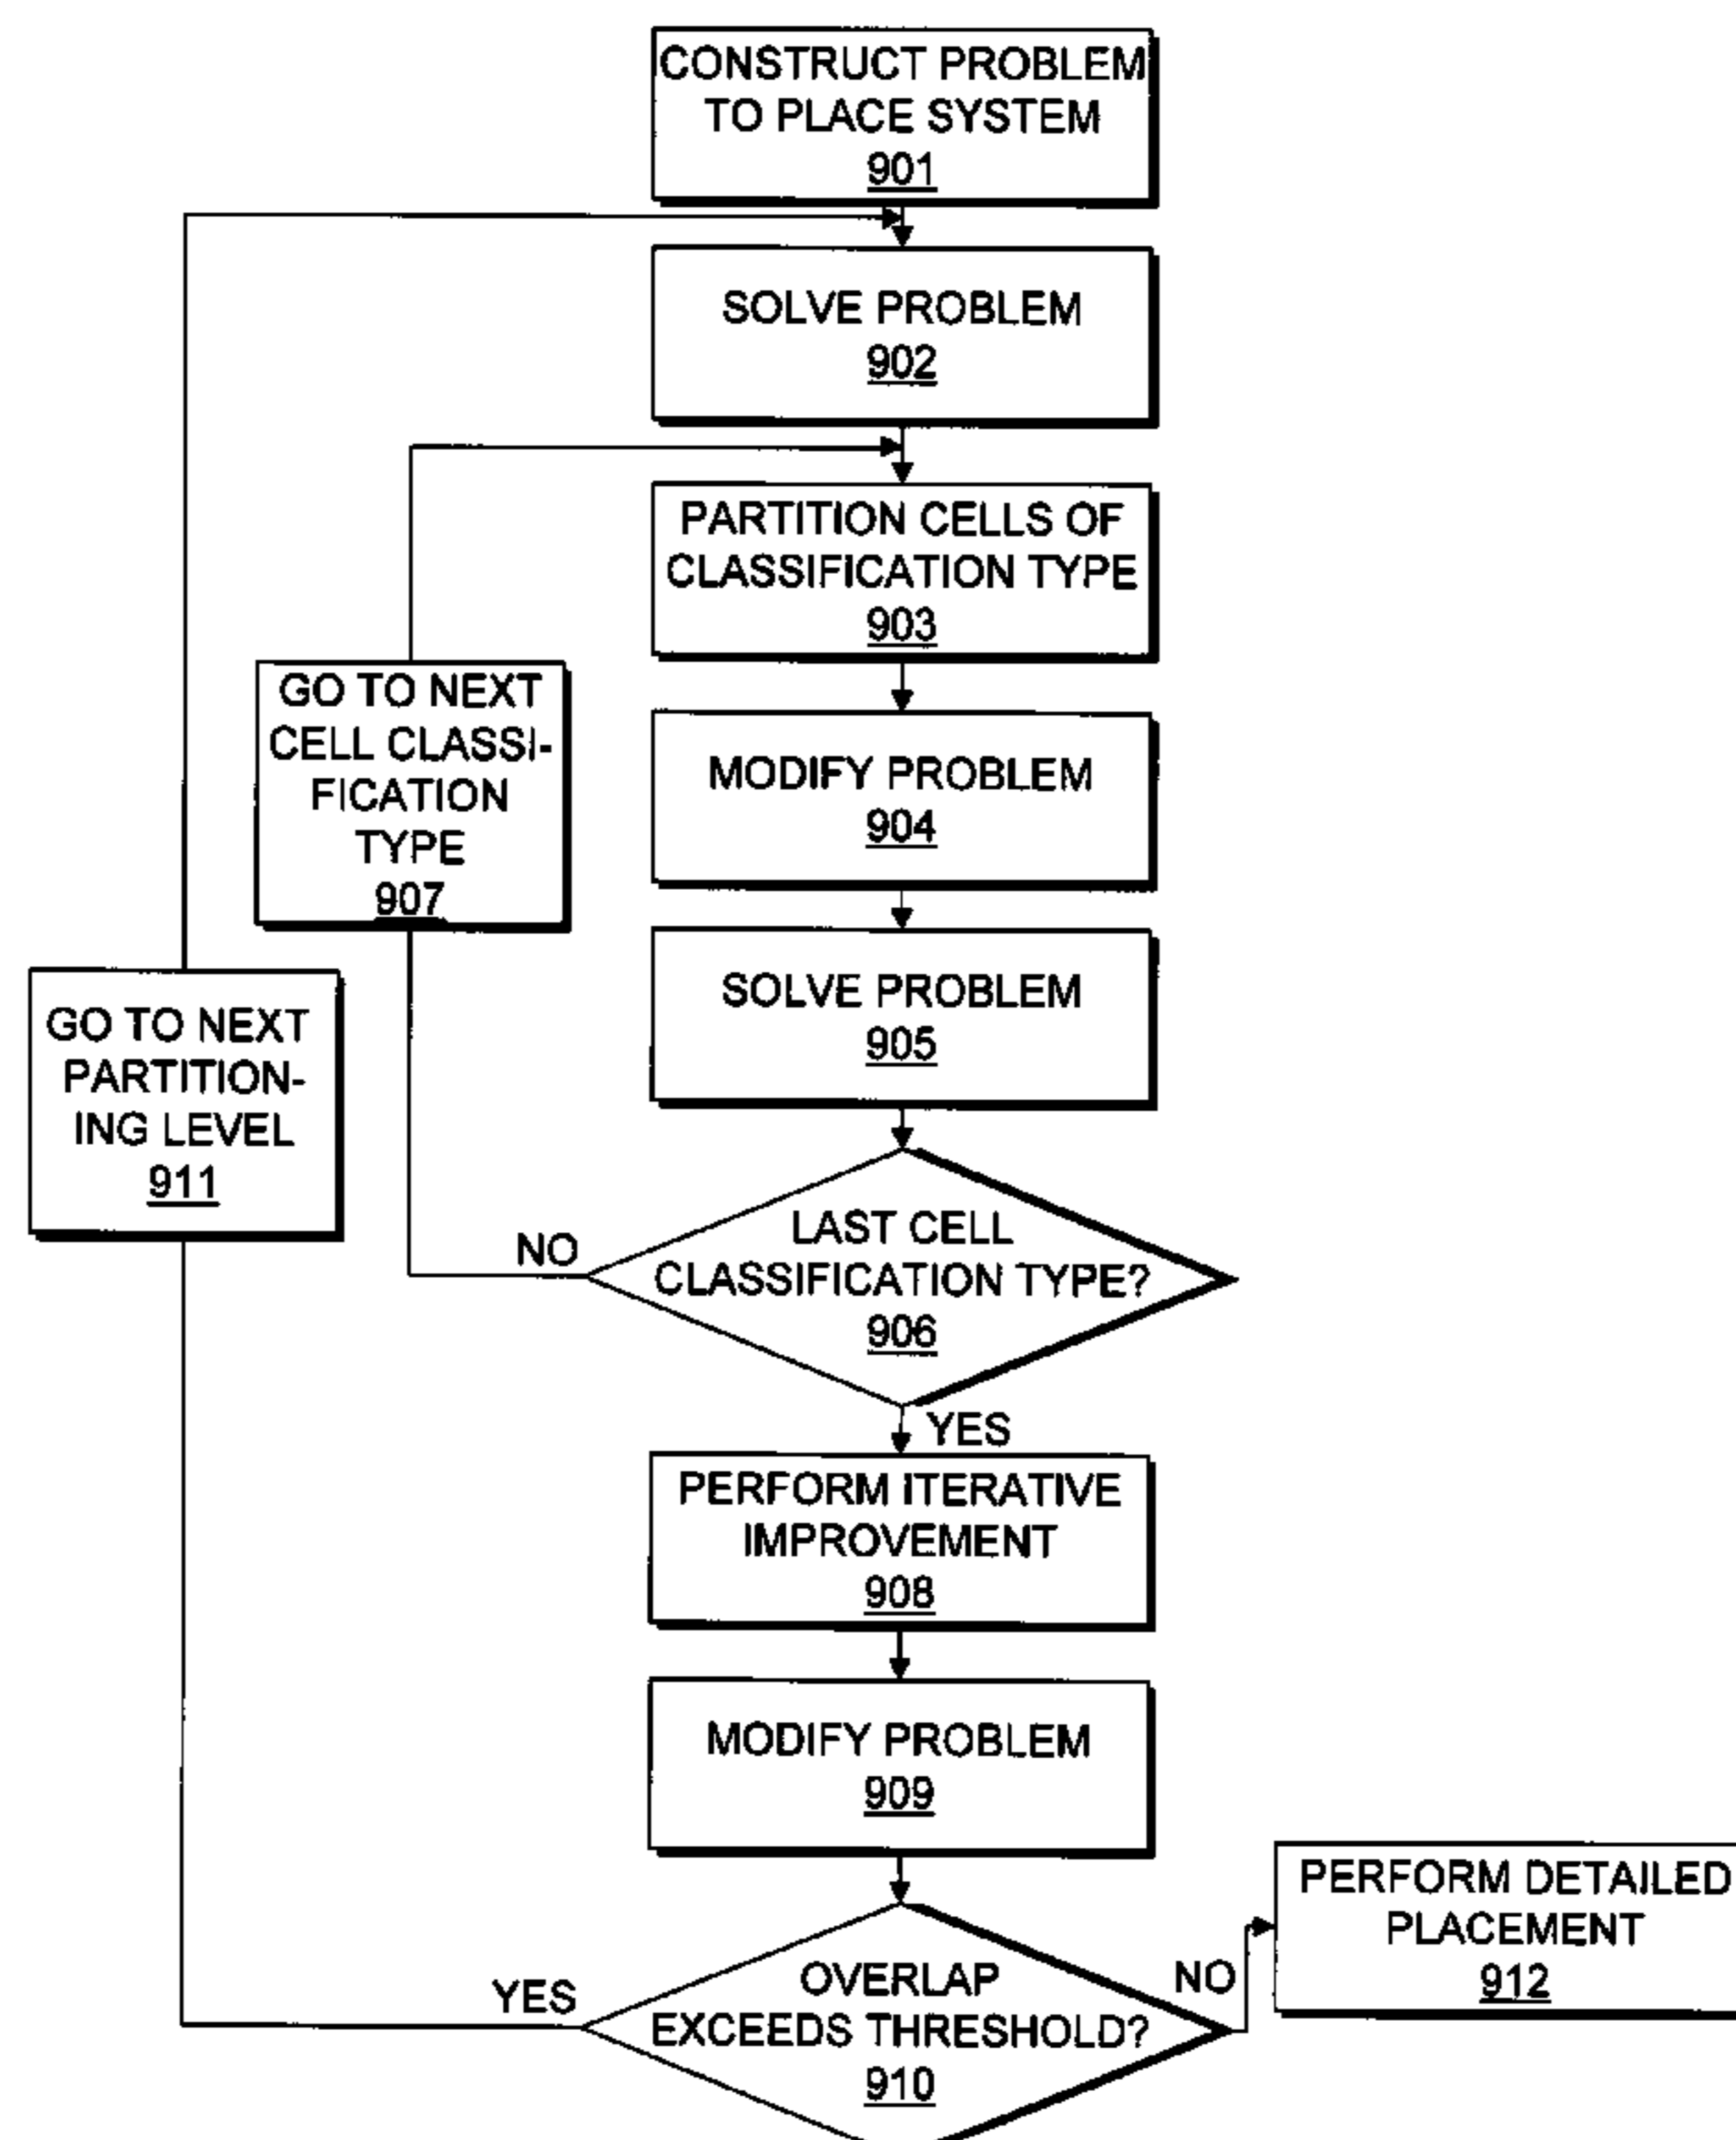 CONSTRUCT PROBLEM
TO PLACE SYSTEM
901
SOLVE PROBLEM
902
PARTITION CELLS OF
CLASSIFICATION TYPE
903
GO TO NEXT
CELL CLASSI-
FICATION
TYPE
907
MODIFY PROBLEM
904
SOLVE PROBLEM
905
GO TO NEXT
PARTITION-
ING LEVEL
911
LAST CELL
CLASSIFICATION TYPE?
906
NO
YES
PERFORM ITERATIVE
IMPROVEMENT
908
MODIFY PROBLEM
909
OVERLAP
EXCEEDS THRESHOLD?
910
YES
NO
PERFORM DETAILED
PLACEMENT
912